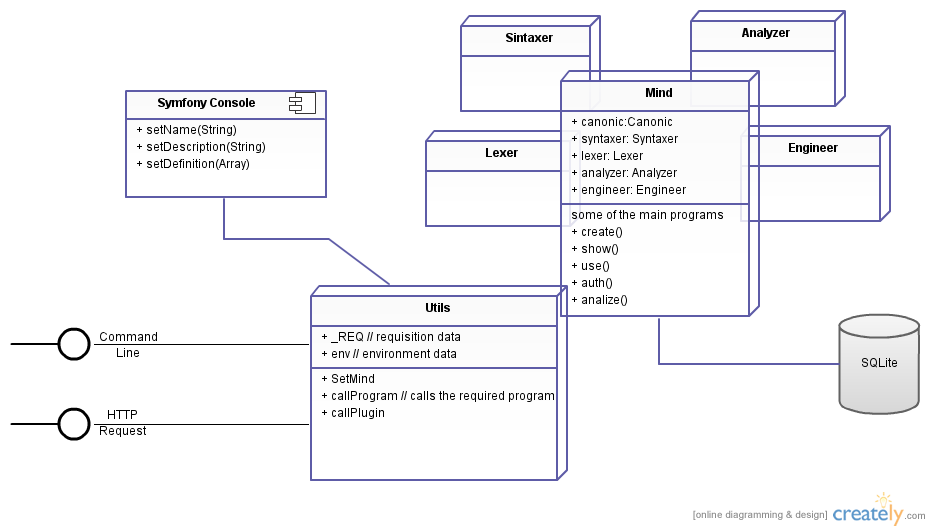 Sintaxer
Analyzer
Symfony Console
+ setName(String)
+ setDescription(String)
+ setDefinition(Array)
Mind
+ canonic:Canonic
+ syntaxer: Syntaxer
+ lexer: Lexer
+ analyzer: Analyzer
+ engineer: Engineer
some of the main programs
+ create()
+ show()
+ use()
+ auth()
+ analize()
Lexer
Engineer
Utils
+ _REQ // requisition data
+ env // environment data
+ SetMind
+ callProgram // calls the required program
+ callPlugin
Command
Line
HTTP
Request
SQLite
[online diagramming & design] creately.com